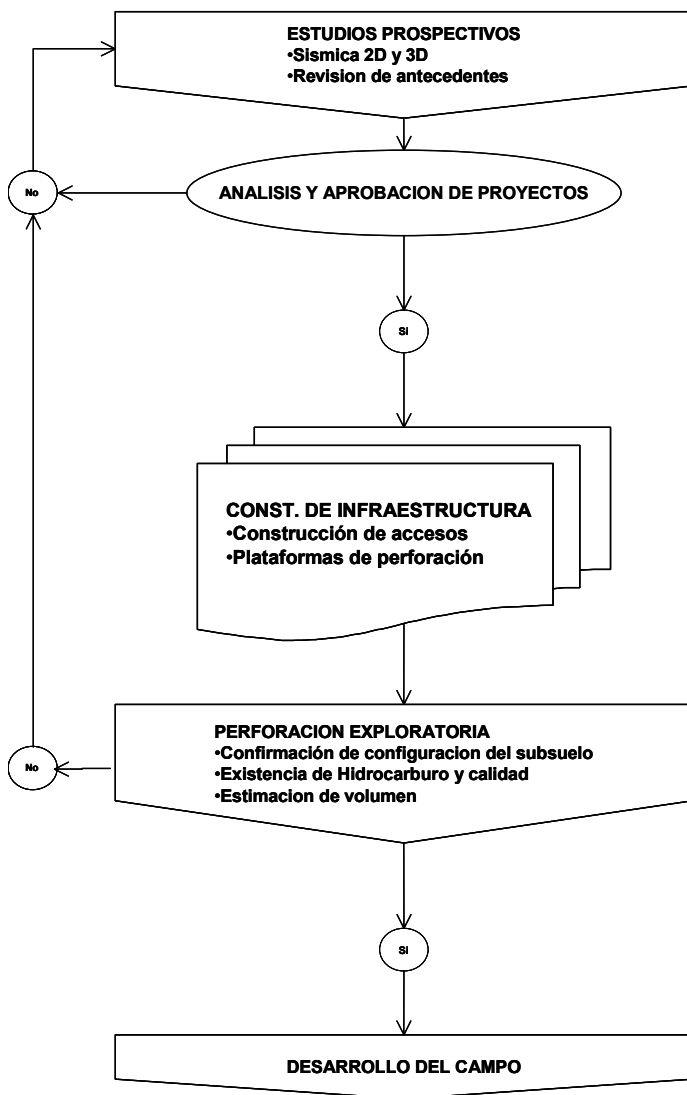 ESTUDIOS PROSPECTIVOS
•Sismica 2D y 3D
•Revision de antecedentes
No
ANALISIS Y APROBACION DE PROYECTOS
Si
CONST. DE INFRAESTRUCTURA
•Construcción de accesos
•Plataformas de perforación
PERFORACION EXPLORATORIA
•Confirmación de configuracion del subsuelo
No
•Existencia de Hidrocarburo y calidad
•Estimacion de volumen
Si
DESARROLLO DEL CAMPO